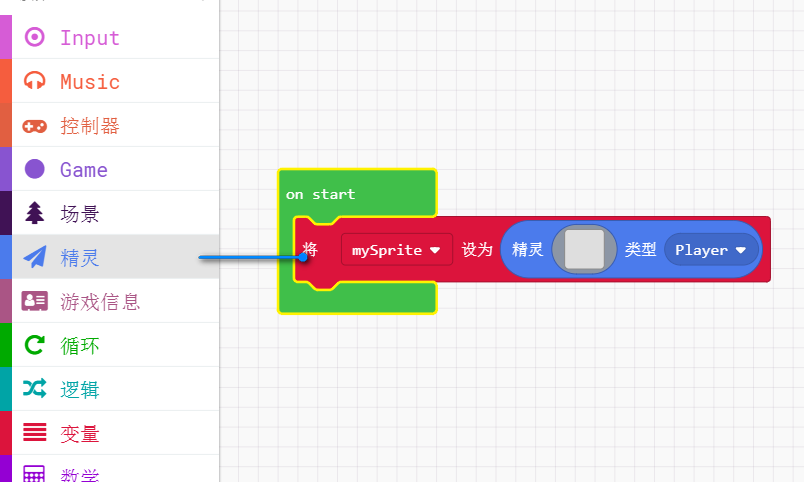 Input
Music
控制器
Game
场景
精灵
游戏信息
循环
逻辑
变量
数学
on start
将 mySprite 设为 精灵 类型 Player